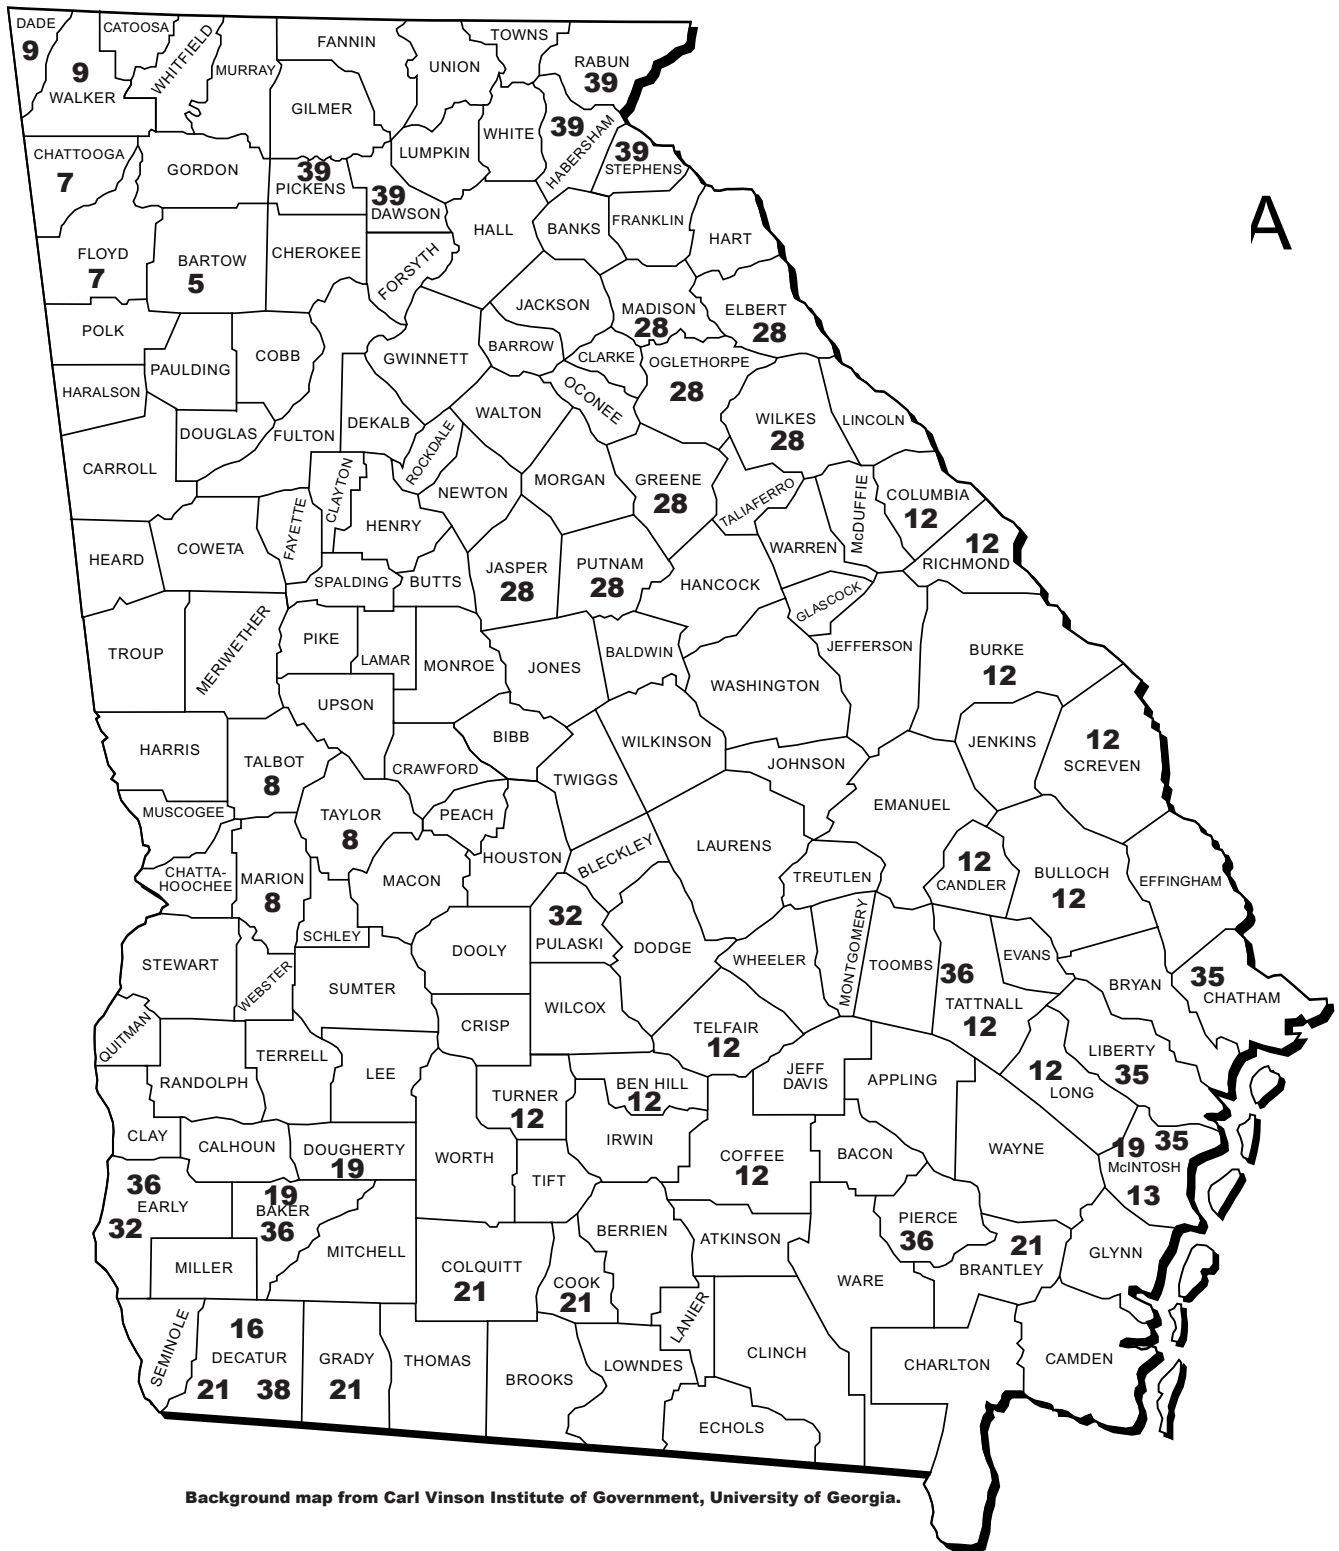 DADE
9
CATOOSA
WHITFIELD
MURRAY
FANNIN
UNION
TOWNS
RABUN
39
9
WALKER
GILMER
WHITE
39
HABERSHAM
LUMPKIN
39
STEPHENS
CHATTOOGA
7
GORDON
39
PICKENS
39
DAWSON
A
HALL
BANKS
FRANKLIN
HART
FLOYD
7
BARTOW
5
CHEROKEE
FORSYTH
JACKSON
MADISON
28
ELBERT
28
POLK
PAULDING
COBB
GWINNETT
BARROW
CLARKE
OGLETHORPE
28
HARALSON
OCONEE
WALTON
DEKALB
WILKES
28
LINCOLN
DOUGLAS
FULTON
ROCKDALE
CARROLL
CLAYTON
NEWTON
MORGAN
GREENE
28
TALIAFERRO
McDUFFIE
COLUMBIA
12
HENRY
FAYETTE
HEARD
COWETA
12
RICHMOND
WARREN
SPALDING
BUTTS
JASPER
28
PUTNAM
28
HANCOCK
GLASCOCK
TROUP
MERIWETHER
PIKE
LAMAR
MONROE
JONES
BALDWIN
JEFFERSON
BURKE
12
WASHINGTON
UPSON
HARRIS
TALBOT
8
CRAWFORD
BIBB
TWIGGS
WILKINSON
JOHNSON
JENKINS
12
SCREVEN
MUSCOGEE
TAYLOR
8
PEACH
EMANUEL
HOUSTON
BLECKLEY
LAURENS
TREUTLEN
12
CANDLER
BULLOCH
12
EFFINGHAM
CHATTA-
HOOCHEE
MARION
8
MACON
SCHLEY
32
PULASKI
DOOLY
DODGE
WHEELER
MONTGOMERY
TOOMBS
36
TATTNALL
12
EVANS
BRYAN
35
CHATHAM
STEWART
WEBSTER
SUMTER
WILCOX
CRISP
TELFAIR
12
QUITMAN
TERRELL
RANDOLPH
LEE
TURNER
12
BEN HILL
12
JEFF
DAVIS
APPLING
12
LONG
LIBERTY
35
CLAY
CALHOUN
DOUGHERTY
19
WORTH
TIFT
IRWIN
COFFEE
12
BACON
WAYNE
19
35
McINTOSH
13
36
EARLY
32
19
BAKER
36
MITCHELL
BERRIEN
ATKINSON
PIERCE
36
21
BRANTLEY
GLYNN
MILLER
COLQUITT
21
COOK
21
WARE
LANIER
SEMINOLE
16
DECATUR
21
38
GRADY
21
THOMAS
BROOKS
LOWNDES
CLINCH
CHARLTON
CAMDEN
ECHOLS
Background map from Carl Vinson Institute of Government, University of Georgia.